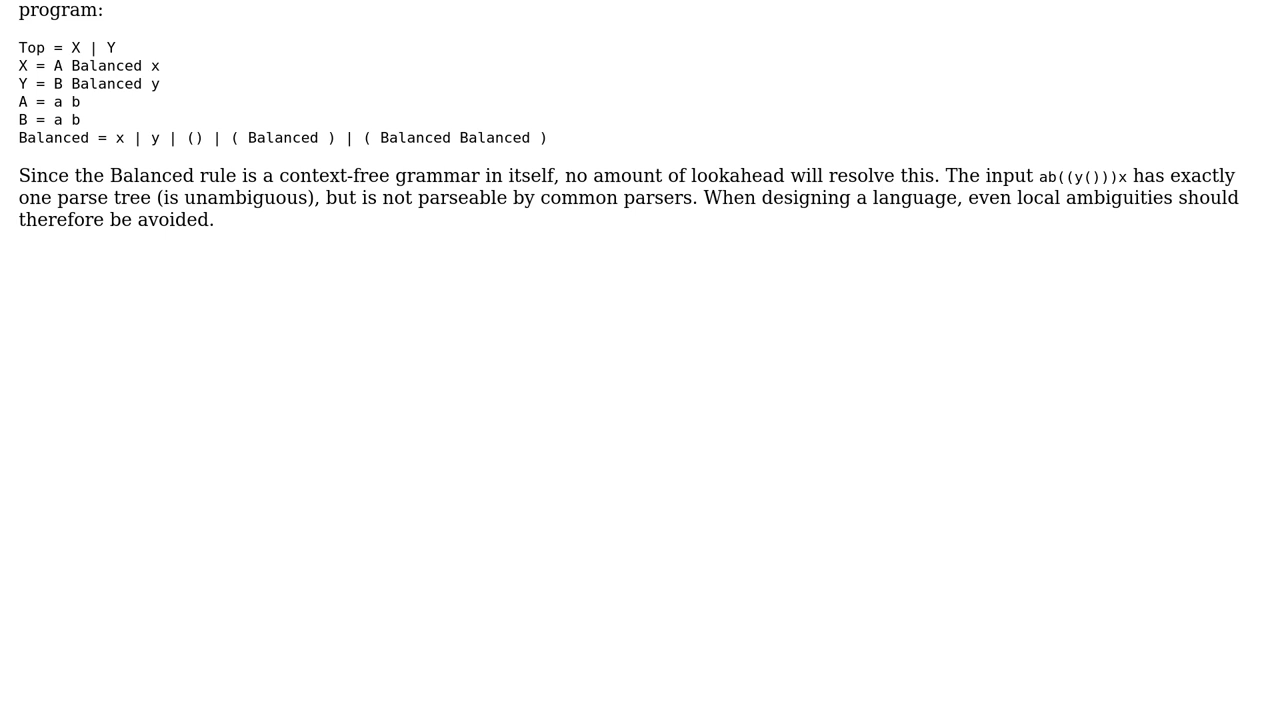 program:
Top = X | Y
X = A Balanced x
Y = B Balanced y
A = a b
B = a b
Balanced = x | y | () | ( Balanced ) | ( Balanced Balanced )
Since the Balanced rule is a context-free grammar in itself, no amount of lookahead will resolve this. The input ab((y()))x has exactly
one parse tree (is unambiguous), but is not parseable by common parsers. When designing a language, even local ambiguities should
therefore be avoided.